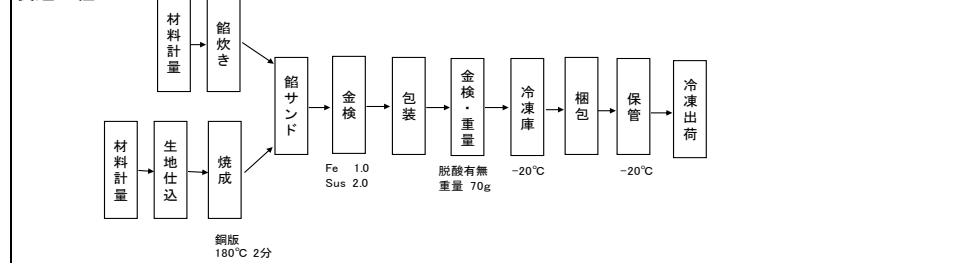 材料計量
餡炊き
餡サンド
金検
包装
金検・重量
冷凍庫
梱包
保管
冷凍出荷
材料計量
生地仕込
焼成
Fe 1.0
Sus 2.0
脱酸有無
重量 70g
-20℃
-20℃
銅版
180℃ 2分